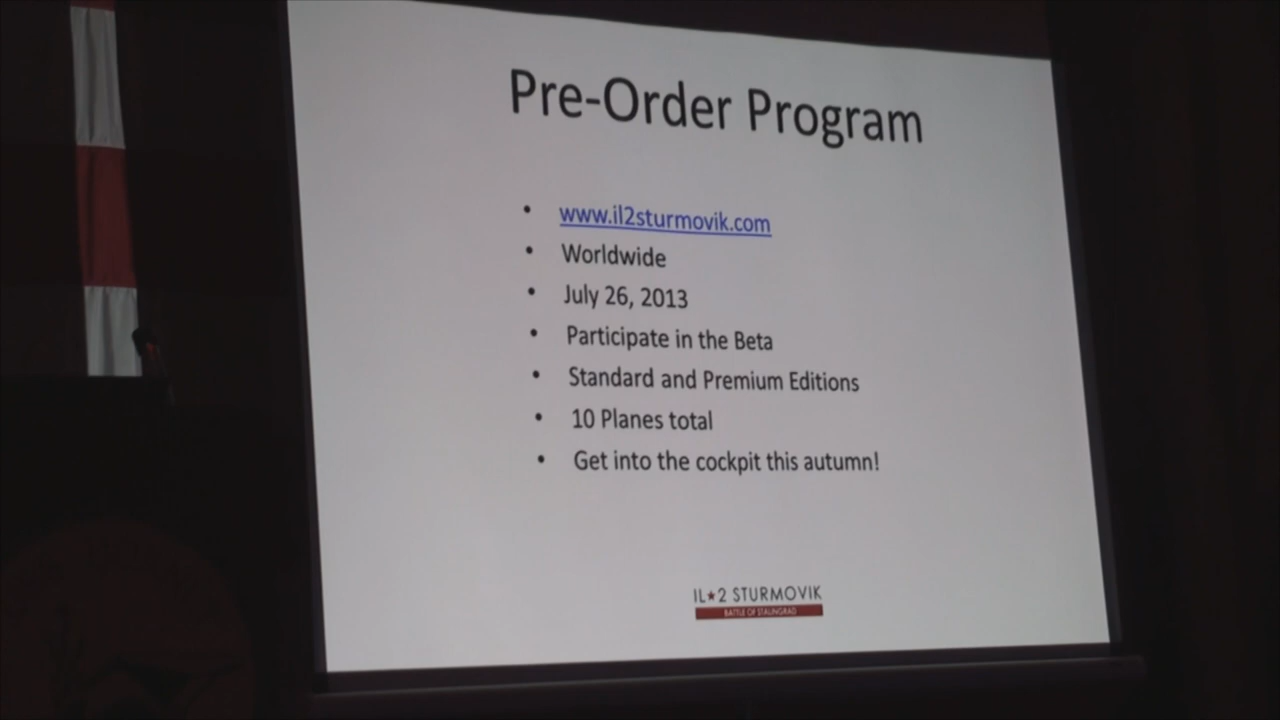 Pre-Order Program
• www.il2sturmovik.com
• Worldwide
• July 26, 2013
• Participate in the Beta
• Standard and Premium Editions
• 10 Planes total
• Get into the cockpit this autumn!
IL★2 STURMOVIK
BATTLE OF STALINGRAD